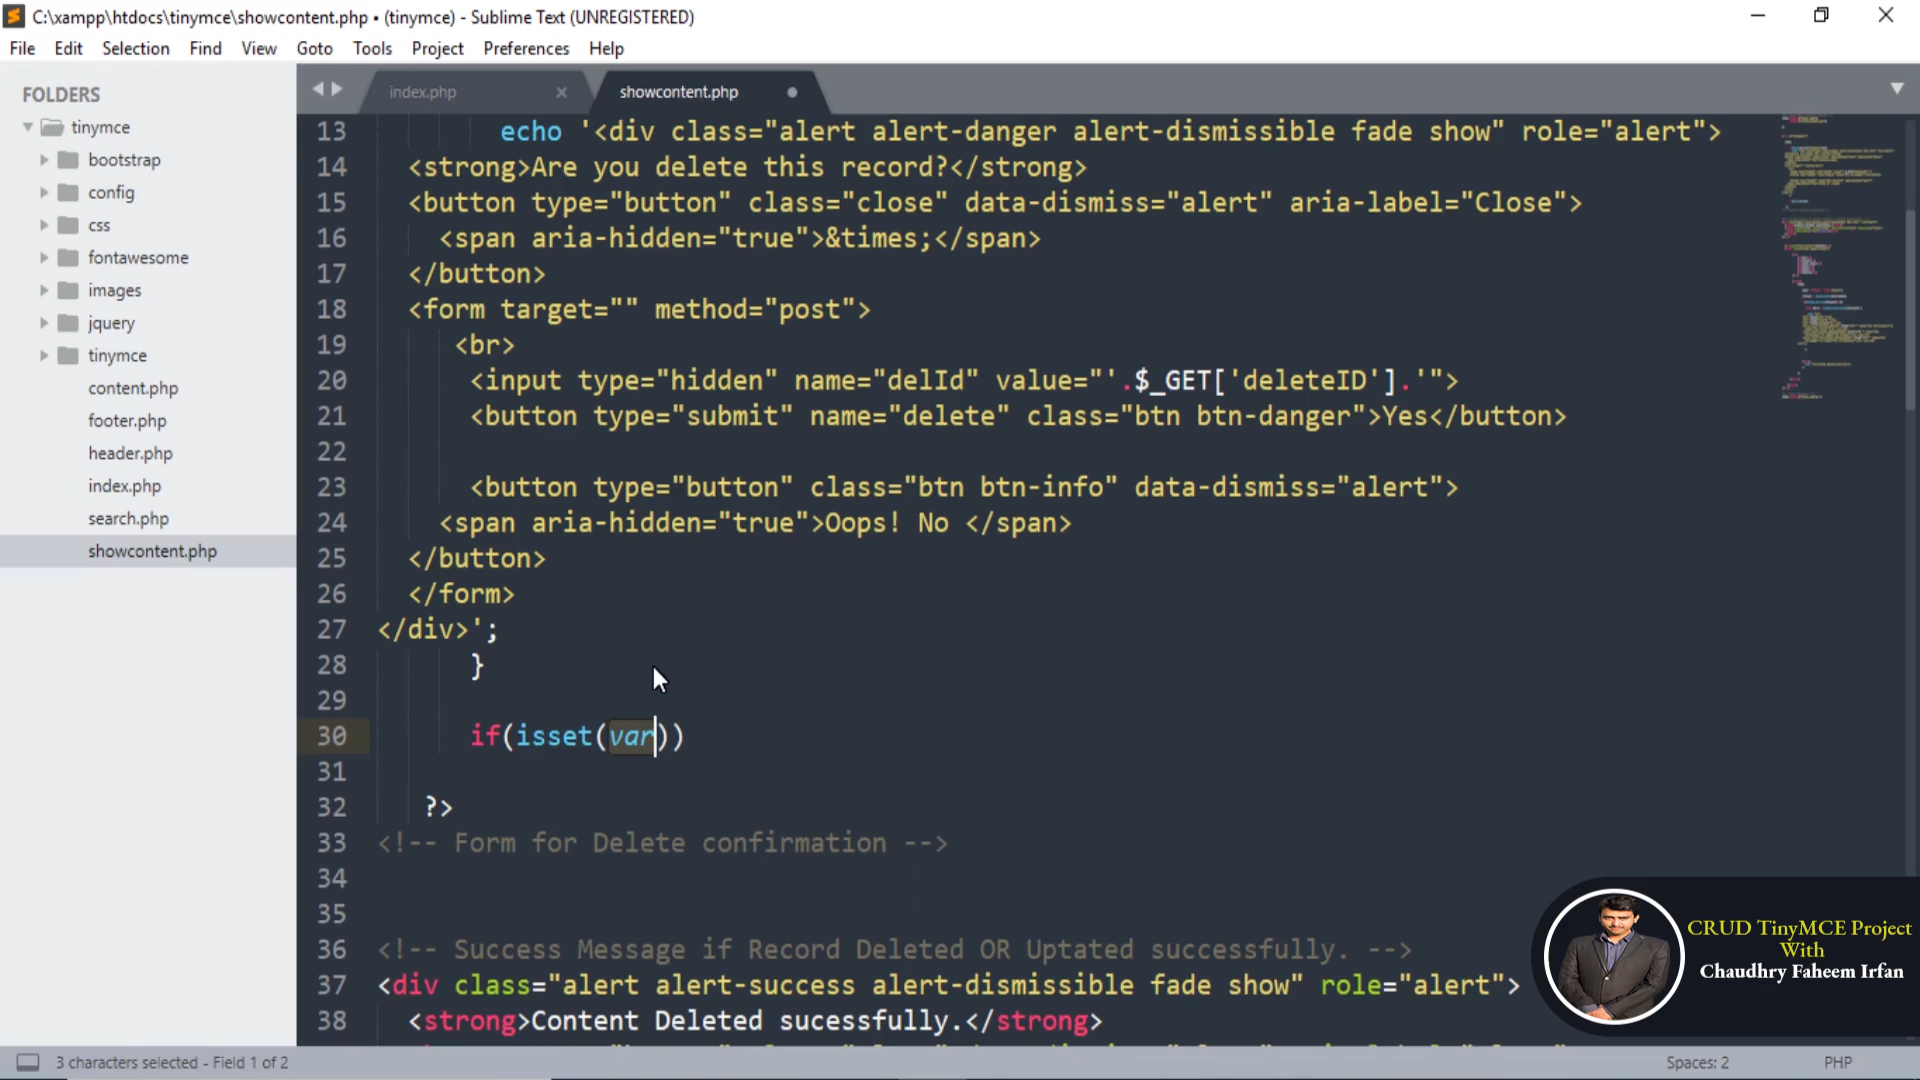 C:\xampp\htdocs\tinymce\showcontent.php • (tinymce) - Sublime Text (UNREGISTERED)
File Edit Selection Find View Goto Tools Project Preferences Help
FOLDERS
tinymce
bootstrap
config
css
fontawesome
images
jquery
tinymce
content.php
footer.php
header.php
index.php
search.php
showcontent.php
index.php showcontent.php
13 echo '<div class="alert alert-danger alert-dismissible fade show" role="alert">
14 <strong>Are you delete this record?</strong>
15 <button type="button" class="close" data-dismiss="alert" aria-label="Close">
16 <span aria-hidden="true">&times;</span>
17 </button>
18 <form target="" method="post">
19 <br>
20 <input type="hidden" name="delId" value="'.$_GET['deleteID'].'">
21 <button type="submit" name="delete" class="btn btn-danger">Yes</button>
22
23 <button type="button" class="btn btn-info" data-dismiss="alert">
24 <span aria-hidden="true">Oops! No </span>
25 </button>
26 </form>
27 </div>';
28 }
29
30 if(isset(var))
31
32 ?>
33 <!-- Form for Delete confirmation -->
34
35
36 <!-- Success Message if Record Deleted OR Uptated successfully. -->
37 <div class="alert alert-success alert-dismissible fade show" role="alert">
38 <strong>Content Deleted sucessfully.</strong>
CRUD TinyMCE Project
With
Chaudhry Faheem Irfan
3 characters selected - Field 1 of 2 Spaces: 2 PHP